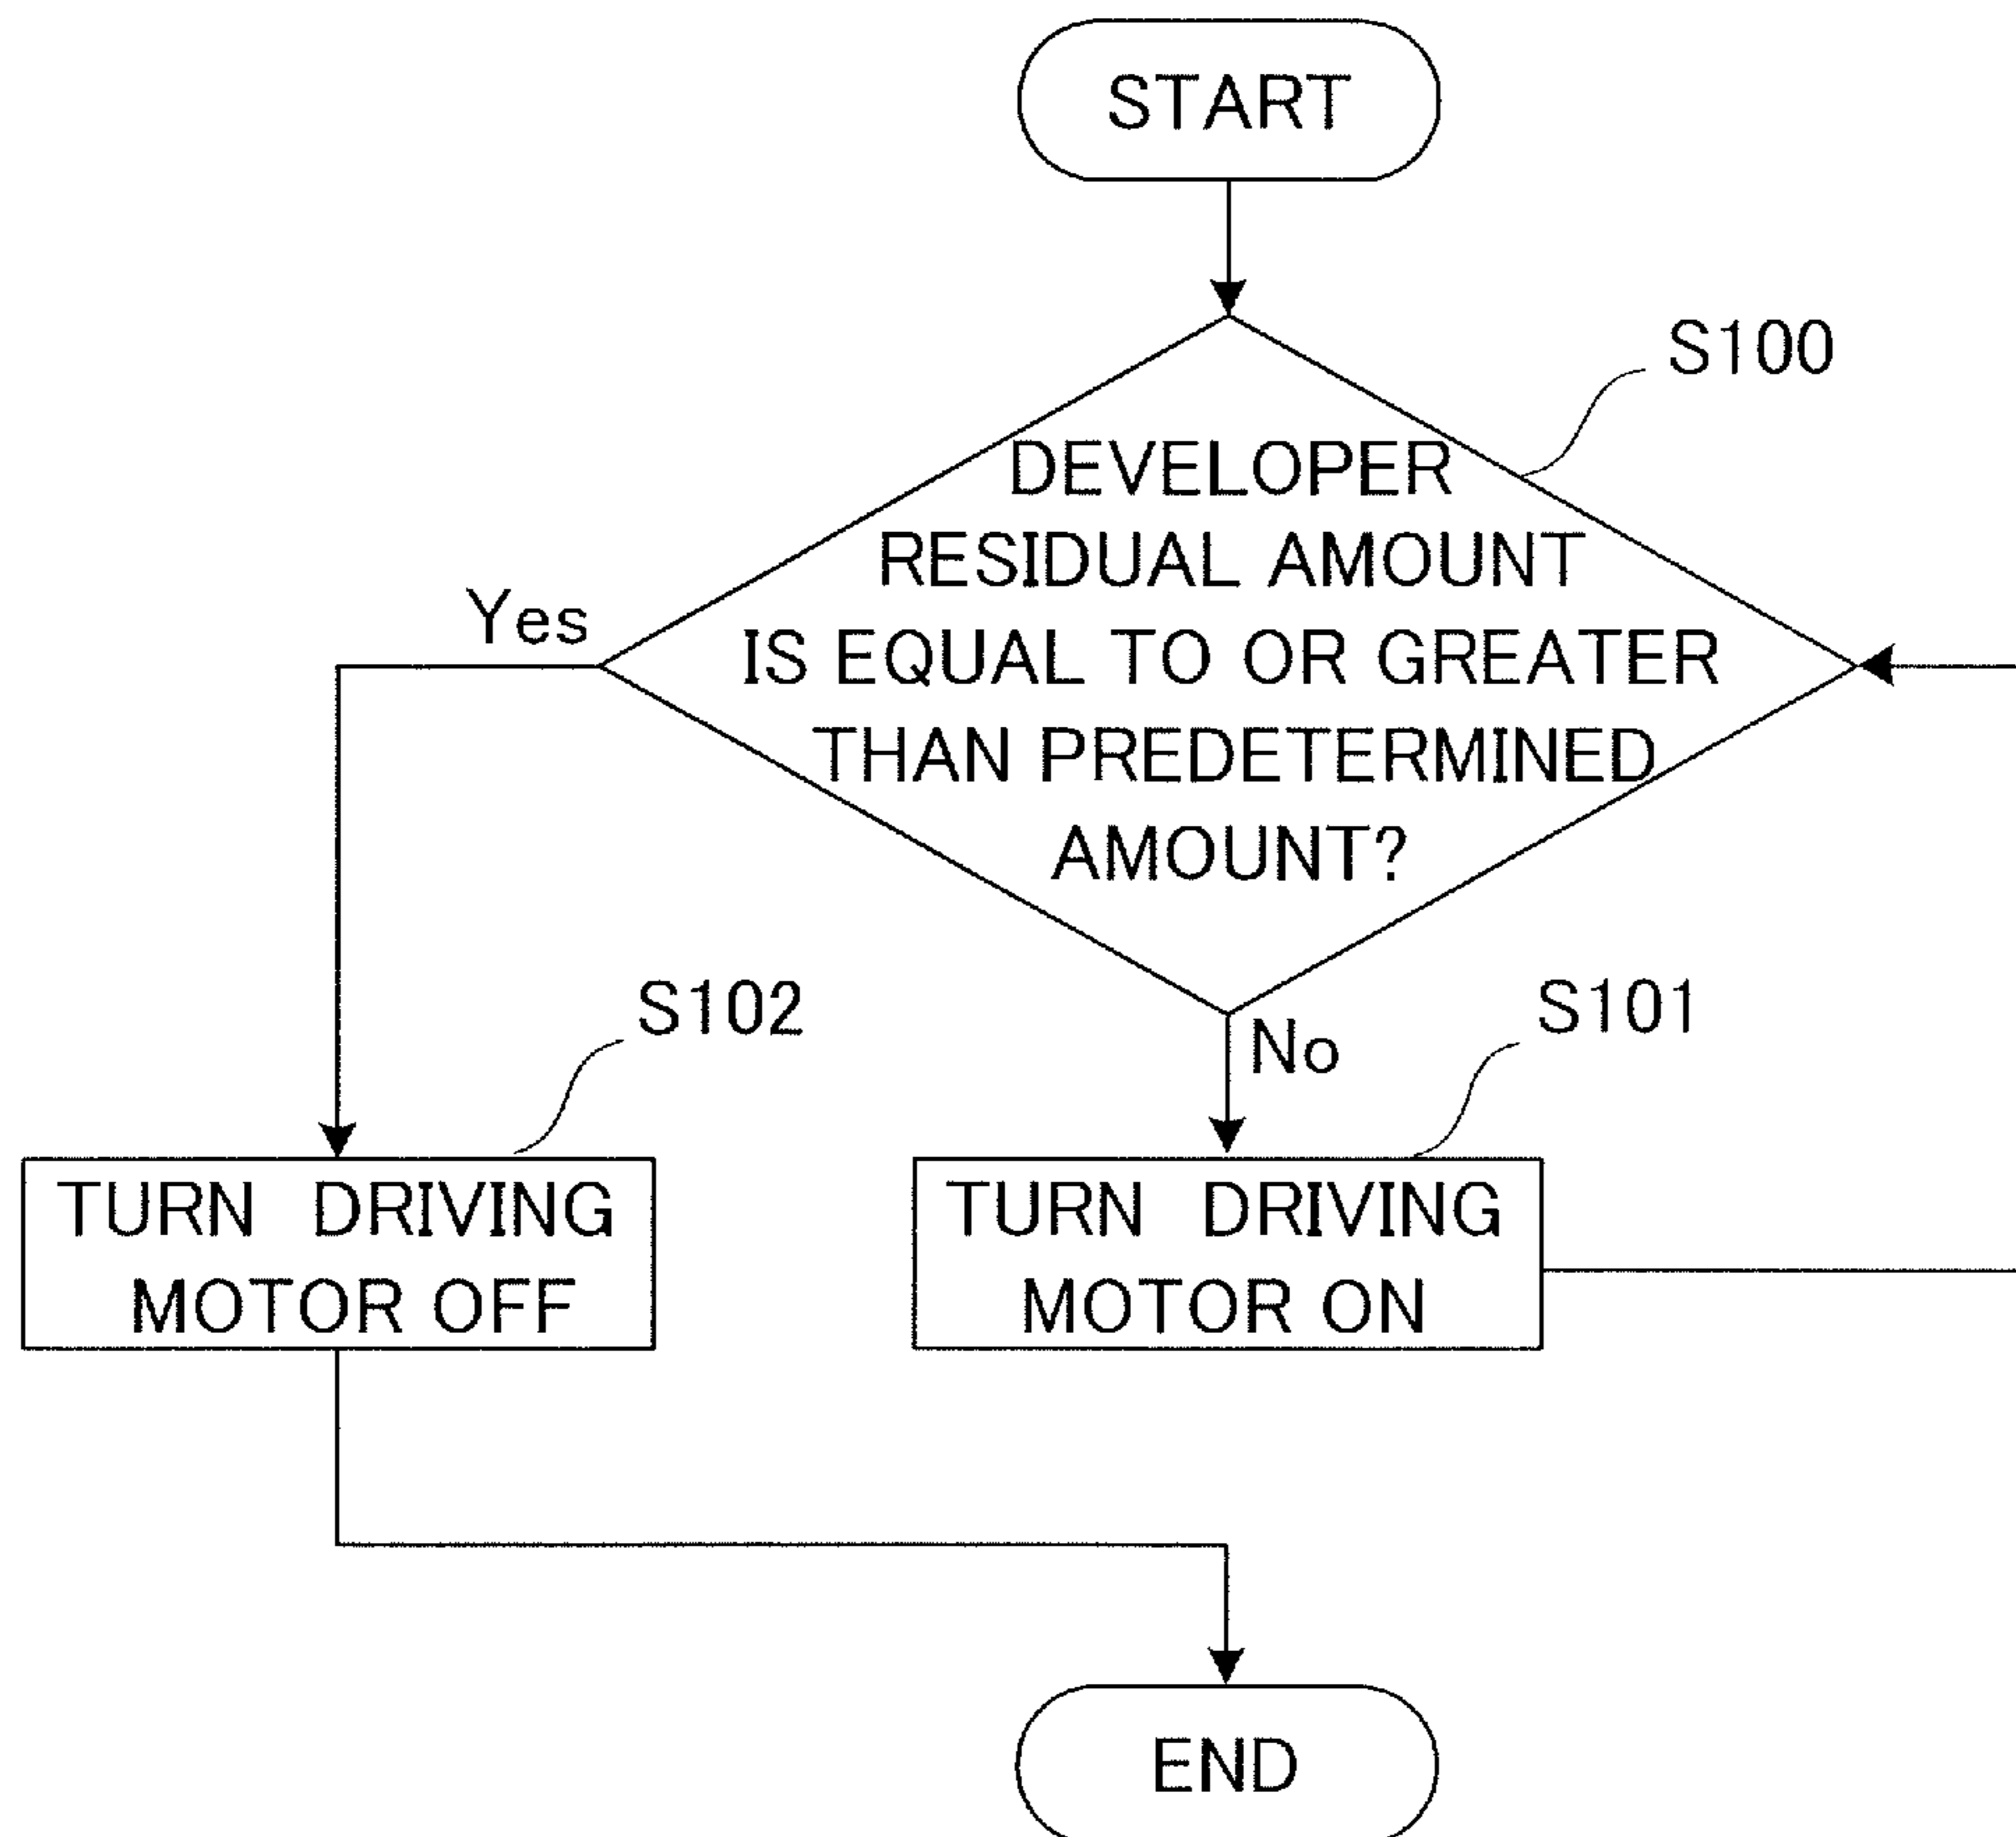 START
S100
DEVELOPER
RESIDUAL AMOUNT
IS EQUAL TO OR GREATER
THAN PREDETERMINED
AMOUNT?
Yes
No
S102
S101
TURN DRIVING
MOTOR OFF
TURN DRIVING
MOTOR ON
END